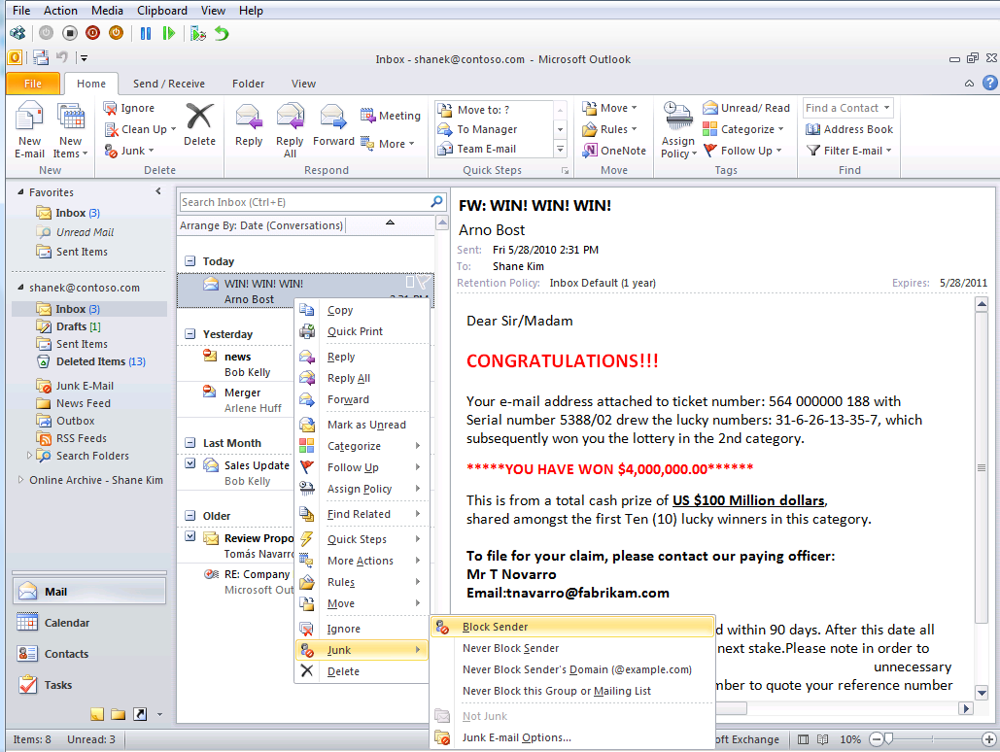 File Action Media Clipboard View Help
Inbox - shanek@contoso.com - Microsoft Outlook
File Home Send / Receive Folder View
New E-mail
New Items
New
Ignore
Clean Up
Junk
Delete
Delete
Reply
Reply All
Forward
Meeting
More
Respond
Move to: ?
To Manager
Team E-mail
Quick Steps
Move
Rules
OneNote
Move
Assign Policy
Unread/ Read
Categorize
Follow Up
Tags
Find a Contact
Address Book
Filter E-mail
Find
Favorites
Inbox (3)
Unread Mail
Sent Items
shanek@contoso.com
Inbox (3)
Drafts [1]
Sent Items
Deleted Items (13)
Junk E-Mail
News Feed
Outbox
RSS Feeds
Search Folders
Online Archive - Shane Kim
Mail
Calendar
Contacts
Tasks
Search Inbox (Ctrl+E)
Arrange By: Date (Conversations)
Today
WIN! WIN! WIN!
Arno Bost
Yesterday
news
Bob Kelly
Merger
Arlene Huff
Last Month
Sales Update
Bob Kelly
Older
Review Propo
Tomás Navarro
RE: Company
Microsoft Out
Copy
Quick Print
Reply
Reply All
Forward
Mark as Unread
Categorize
Follow Up
Assign Policy
Find Related
Quick Steps
More Actions
Rules
Move
Ignore
Junk
Delete
Block Sender
Never Block Sender
Never Block Sender's Domain (@example.com)
Never Block this Group or Mailing List
Not Junk
Junk E-mail Options...
FW: WIN! WIN! WIN!
Arno Bost
Sent: Fri 5/28/2010 2:31 PM
To: Shane Kim
Retention Policy: Inbox Default (1 year) Expires: 5/28/2011
Dear Sir/Madam
CONGRATULATIONS!!!
Your e-mail address attached to ticket number: 564 000000 188 with
Serial number 5388/02 drew the lucky numbers: 31-6-26-13-35-7, which
subsequently won you the lottery in the 2nd category.
*****YOU HAVE WON $4,000,000.00******
This is from a total cash prize of US $100 Million dollars,
shared amongst the first Ten (10) lucky winners in this category.
To file for your claim, please contact our paying officer:
Mr T Novarro
Email:tnavarro@fabrikam.com
d within 90 days. After this date all
next stake.Please note in order to
unnecessary
mber to quote your reference number
Items: 8 Unread: 3
oft Exchange 10%